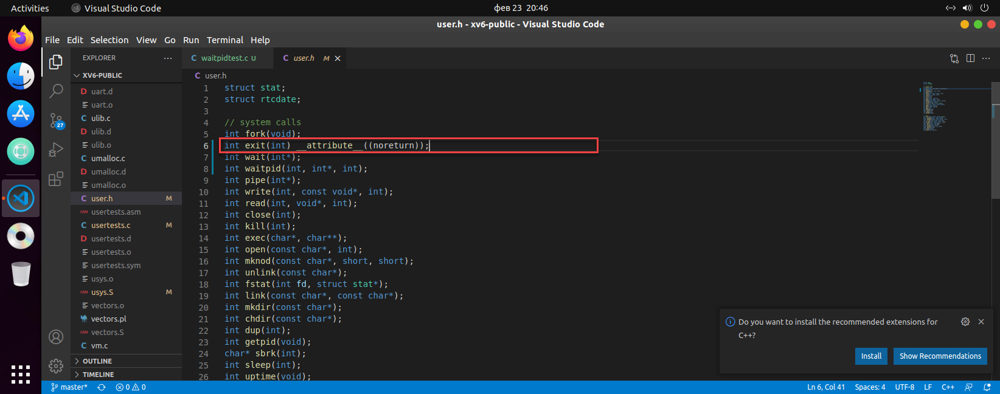 Activities
Visual Studio Code
фев 23 20:46
user.h - xv6-public - Visual Studio Code
File Edit Selection View Go Run Terminal Help
EXPLORER ···
C waitpidtest.c U
C user.h M ×
XV6-PUBLIC
C user.h
D uart.d
uart.o
C ulib.c
D ulib.d
ulib.o
C umalloc.c
D umalloc.d
umalloc.o
C user.h M
ASM usertests.asm
C usertests.c M
D usertests.d
usertests.o
usertests.sym
usys.o
ASM usys.S M
vectors.o
vectors.pl
ASM vectors.S
C vm.c
OUTLINE
TIMELINE
27
1 struct stat;
2 struct rtcdate;
3
4 // system calls
5 int fork(void);
6 int exit(int) __attribute__((noreturn));
7 int wait(int*);
8 int waitpid(int, int*, int);
9 int pipe(int*);
10 int write(int, const void*, int);
11 int read(int, void*, int);
12 int close(int);
13 int kill(int);
14 int exec(char*, char**);
15 int open(const char*, int);
16 int mknod(const char*, short, short);
17 int unlink(const char*);
18 int fstat(int fd, struct stat*);
19 int link(const char*, const char*);
20 int mkdir(const char*);
21 int chdir(const char*);
22 int dup(int);
23 int getpid(void);
24 char* sbrk(int);
25 int sleep(int);
26 int uptime(void);
Do you want to install the recommended extensions for
C++?
Install
Show Recommendations
master* 0 0
Ln 6, Col 41 Spaces: 4 UTF-8 LF C++